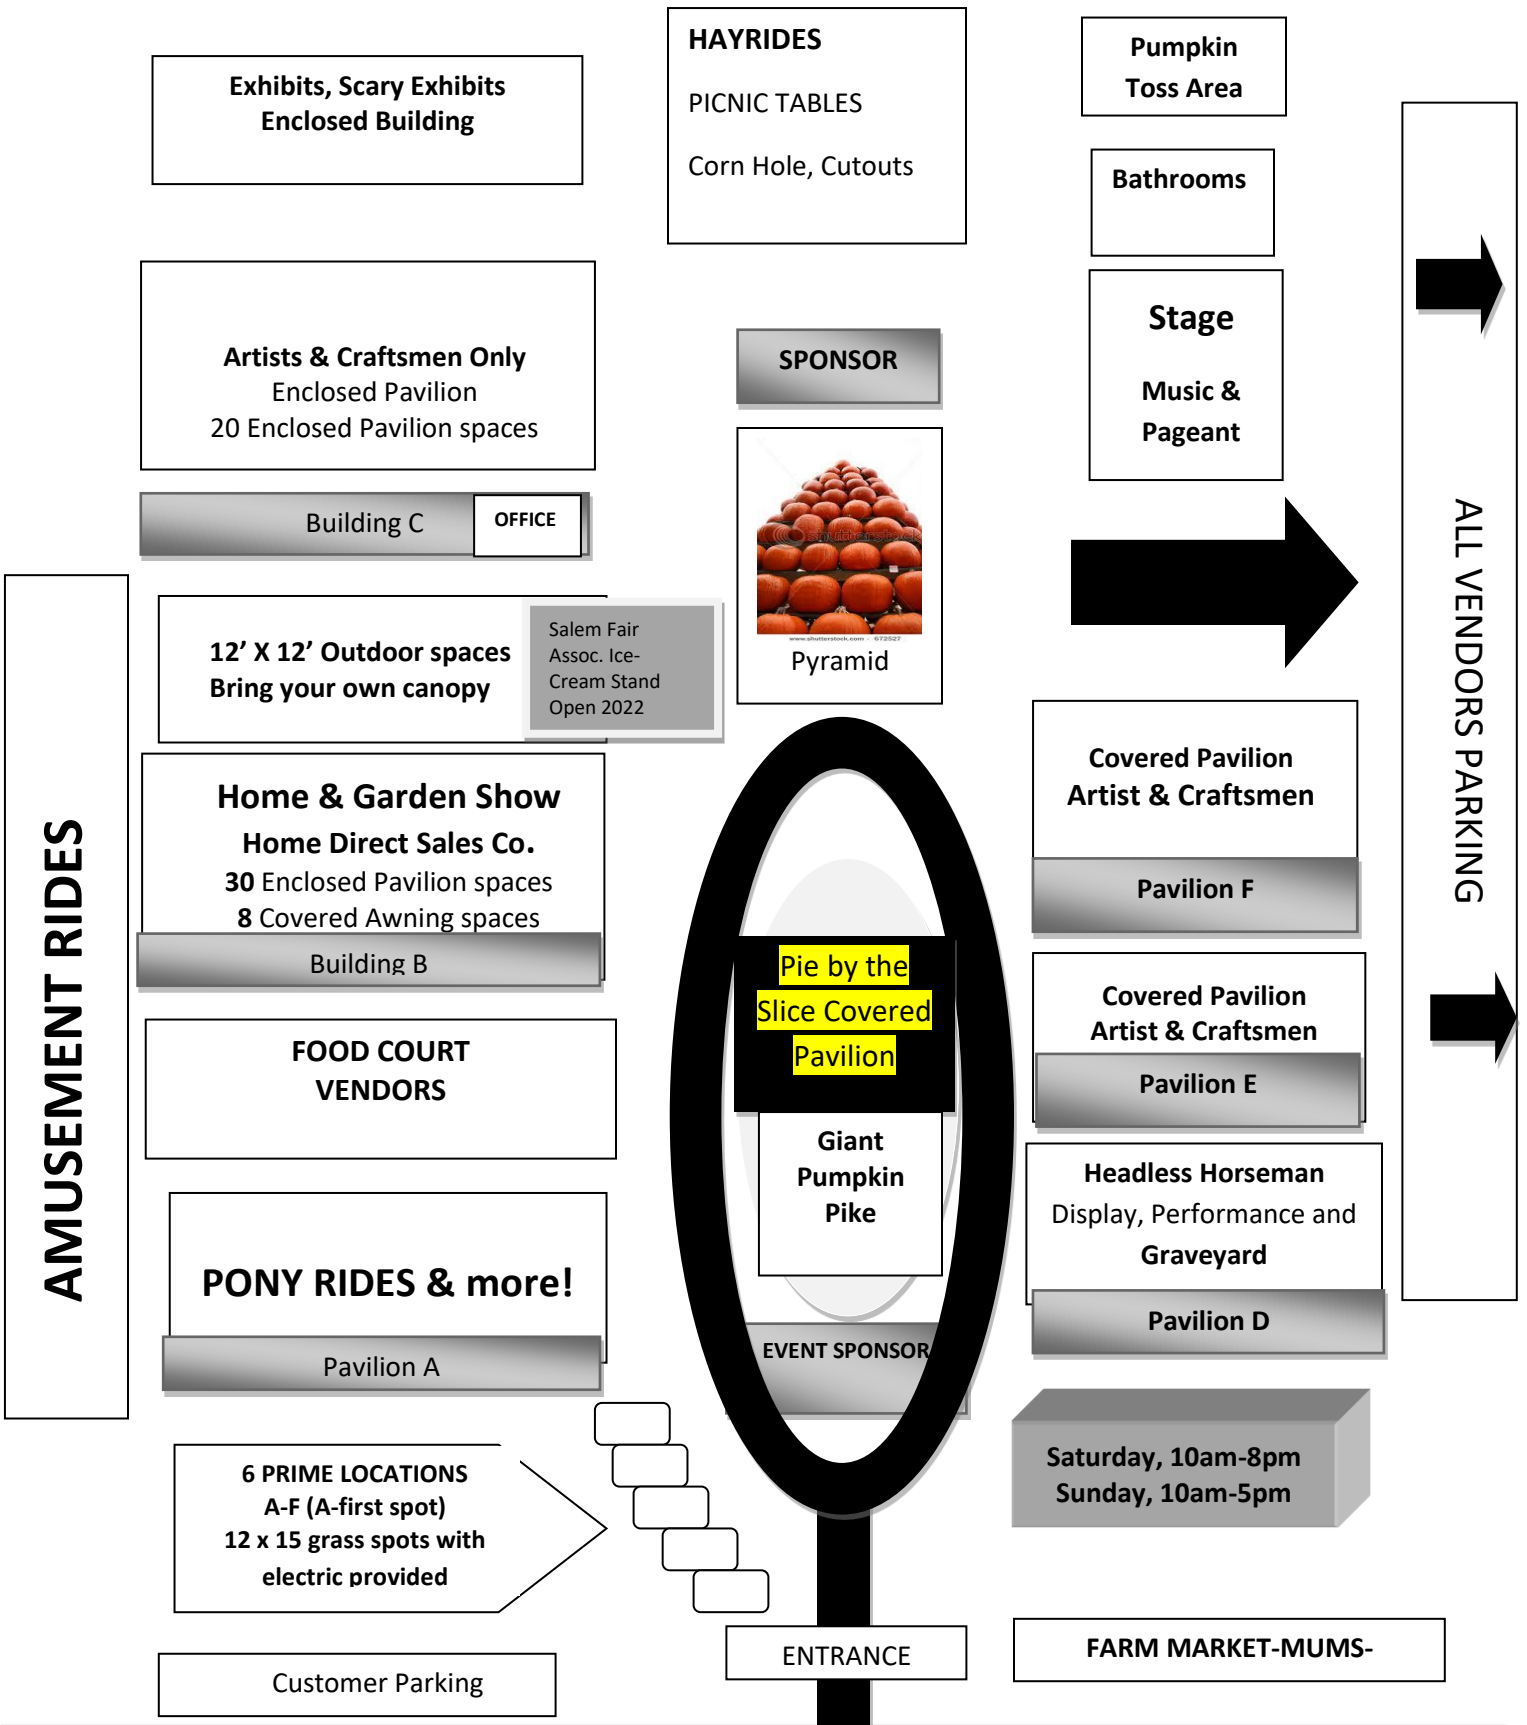 HAYRIDES
PICNIC TABLES
Corn Hole, Cutouts
Pumpkin
Toss Area
Exhibits, Scary Exhibits
Enclosed Building
Bathrooms
Artists & Craftsmen Only
Enclosed Pavilion
20 Enclosed Pavilion spaces
SPONSOR
Stage
Music &
Pageant
Building C
OFFICE
www.shutterstock.com - 672527
Pyramid
12’ X 12’ Outdoor spaces
Bring your own canopy
Salem Fair
Assoc. Ice-
Cream Stand
Open 2022
ALL VENDORS PARKING
AMUSEMENT RIDES
Home & Garden Show
Home Direct Sales Co.
30 Enclosed Pavilion spaces
8 Covered Awning spaces
Building B
Covered Pavilion
Artist & Craftsmen
Pavilion F
Pie by the
Slice Covered
Pavilion
Covered Pavilion
Artist & Craftsmen
Pavilion E
FOOD COURT
VENDORS
Giant
Pumpkin
Pike
Headless Horseman
Display, Performance and
Graveyard
Pavilion D
PONY RIDES & more!
Pavilion A
EVENT SPONSOR
6 PRIME LOCATIONS
A-F (A-first spot)
12 x 15 grass spots with
electric provided
Saturday, 10am-8pm
Sunday, 10am-5pm
ENTRANCE
FARM MARKET-MUMS-
Customer Parking